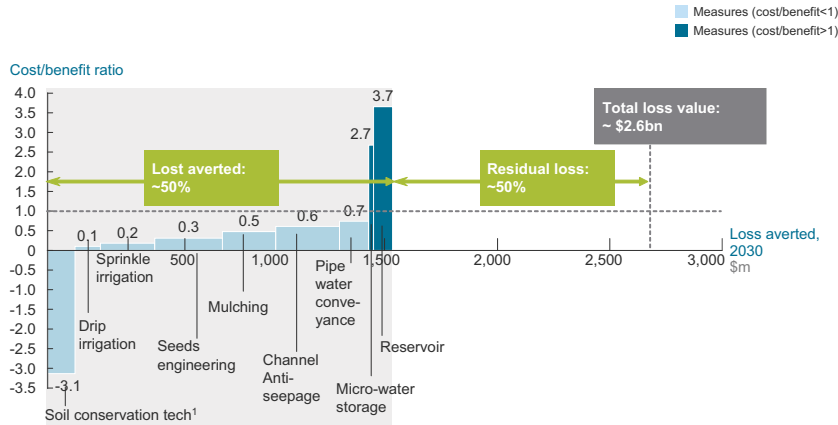 Measures (cost/benefit<1)
Measures (cost/benefit>1)
Cost/benefit ratio
4.0
3.5
3.0
2.5
2.0
1.5
1.0
0.5
0
-0.5
-1.0
-1.5
-2.0
-2.5
-3.0
-3.5
3.7
2.7
Total loss value:
~ $2.6bn
Lost averted:
~50%
Residual loss:
~50%
0.1
0.2
0.3
0.5
0.6
0.7
-3.1
500
1,000
1,500
2,000
2,500
3,000
Loss averted,
2030
$m
Sprinkle
irrigation
Drip
irrigation
Seeds
engineering
Mulching
Channel
Anti-
seepage
Pipe
water
conve-
yance
Reservoir
Micro-water
storage
Soil conservation tech¹